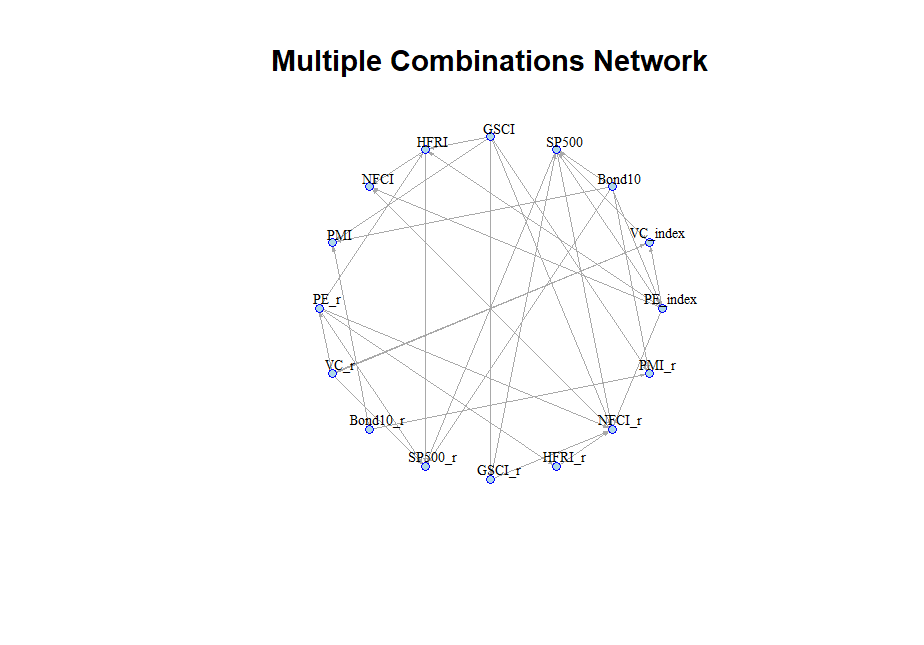 Multiple Combinations Network
GSCI
HFRI
SP500
NFCI
Bond10
PMI
VC_index
PE_r
PE_index
VC_r
PMI_r
Bond10_r
NFCI_r
SP500_r
HFRI_r
GSCI_r